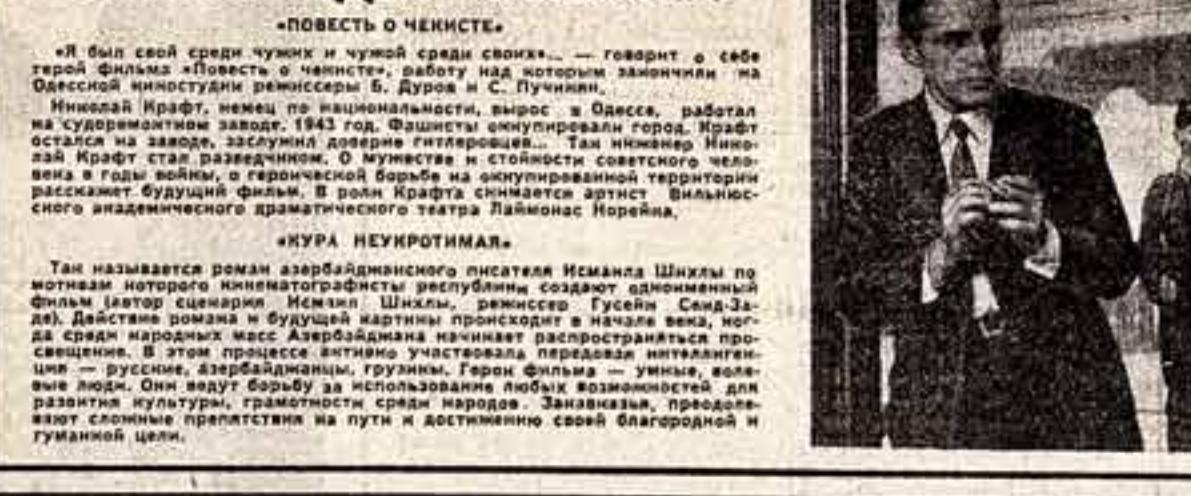 «ПОВЕСТЬ О ЧЕКИСТЕ»
«Я был свой среди чужих и чужой среди своих»... — говорит о себе
герой фильма «Повесть о чекисте», работу над которым закончили на
Одесской киностудии режиссеры Б. Дуров и С. Пучинян.
Николай Крафт, немец по национальности, вырос в Одессе, работал
на судоремонтном заводе. 1943 год. Фашисты оккупировали город. Крафт
остался на заводе, заслужил доверие гитлеровцев... Так инженер Нико-
лай Крафт стал разведчиком. О мужестве и стойкости советского чело-
века в годы войны, о героической борьбе на оккупированной территории
расскажет будущий фильм. В роли Крафта снимается артист Вильнюс-
ского академического драматического театра Лаймонас Норейка.
«КУРА НЕУКРОТИМАЯ»
Так называется роман азербайджанского писателя Исмаила Шихлы по
мотивам которого кинематографисты республики создают одноименный
фильм (автор сценария Исмаил Шихлы, режиссер Гусейн Сеид-За-
де). Действие романа и будущей картины происходит в начале века, ког-
да среди народных масс Азербайджана начинает распространяться про-
свещение. В этом процессе активно участвовала передовая интеллиген-
ция — русские, азербайджанцы, грузины. Герои фильма — умные, воле-
вые люди. Они ведут борьбу за использование любых возможностей для
развития культуры, грамотности среди народов. Закавказья, преодоле-
вают сложные препятствия на пути к достижению своей благородной и
гуманной цели.